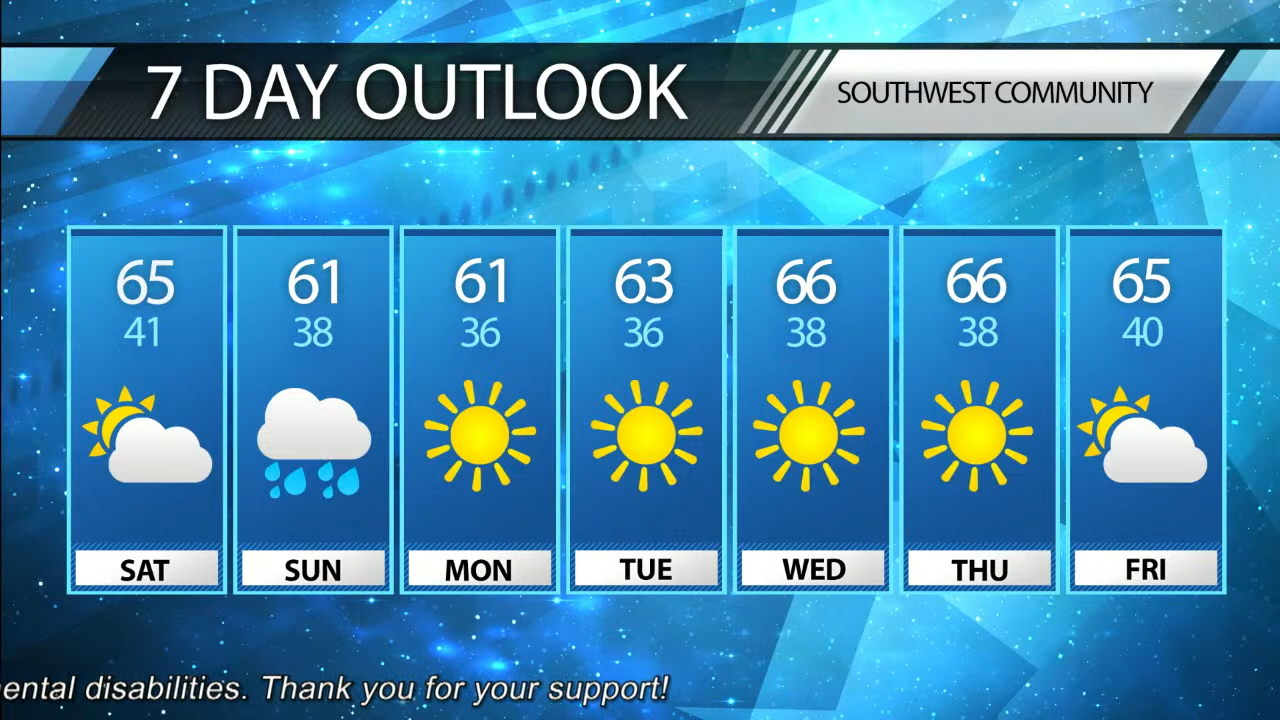 7 DAY OUTLOOK
SOUTHWEST COMMUNITY
65 61 61 63 66 66 65
41 38 36 36 38 38 40
SAT SUN MON TUE WED THU FRI
disabilities. Thank you for your support!